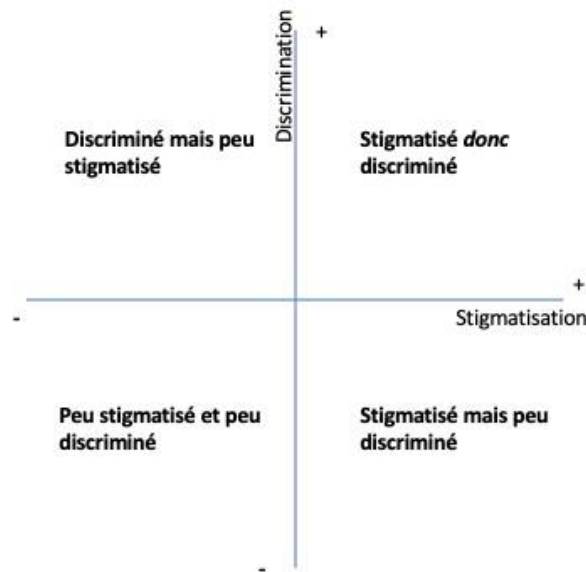 +
Discrimination
Discriminé mais peu
stigmatisé
Stigmatisé donc
discriminé
+
-
Stigmatisation
Peu stigmatisé et peu
discriminé
Stigmatisé mais peu
discriminé
-